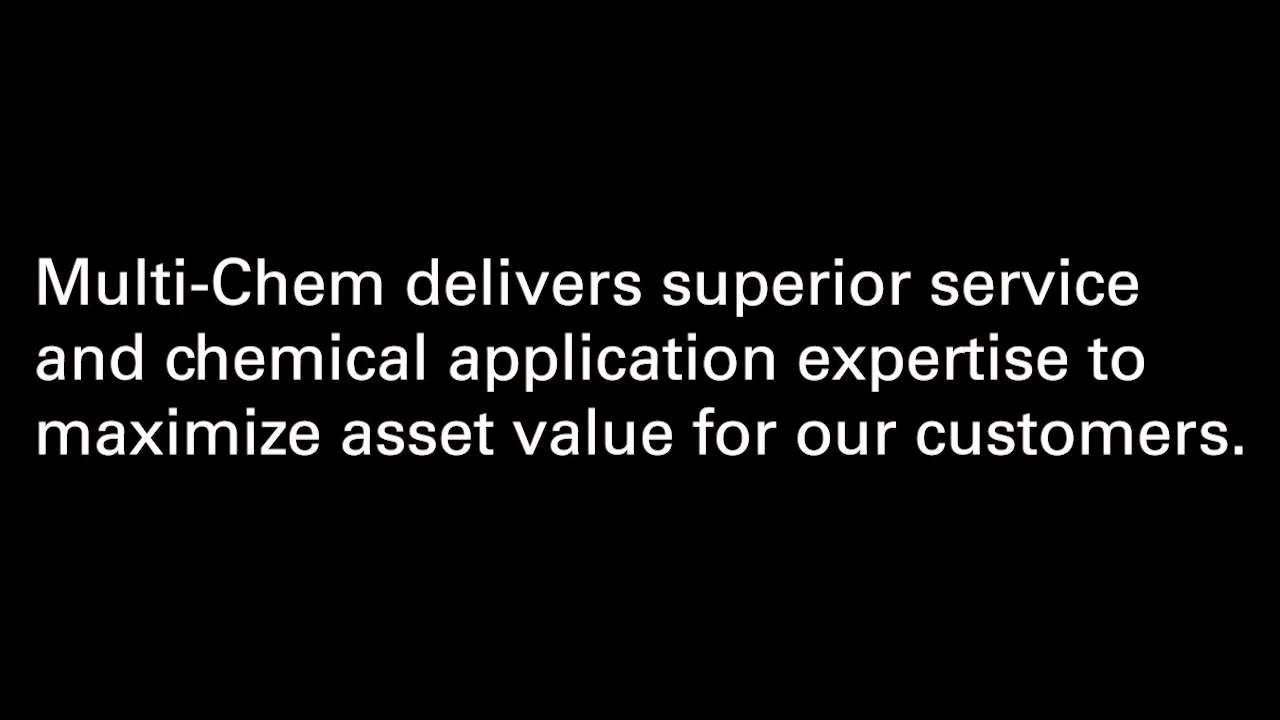 Multi-Chem delivers superior service
and chemical application expertise to
maximize asset value for our customers.